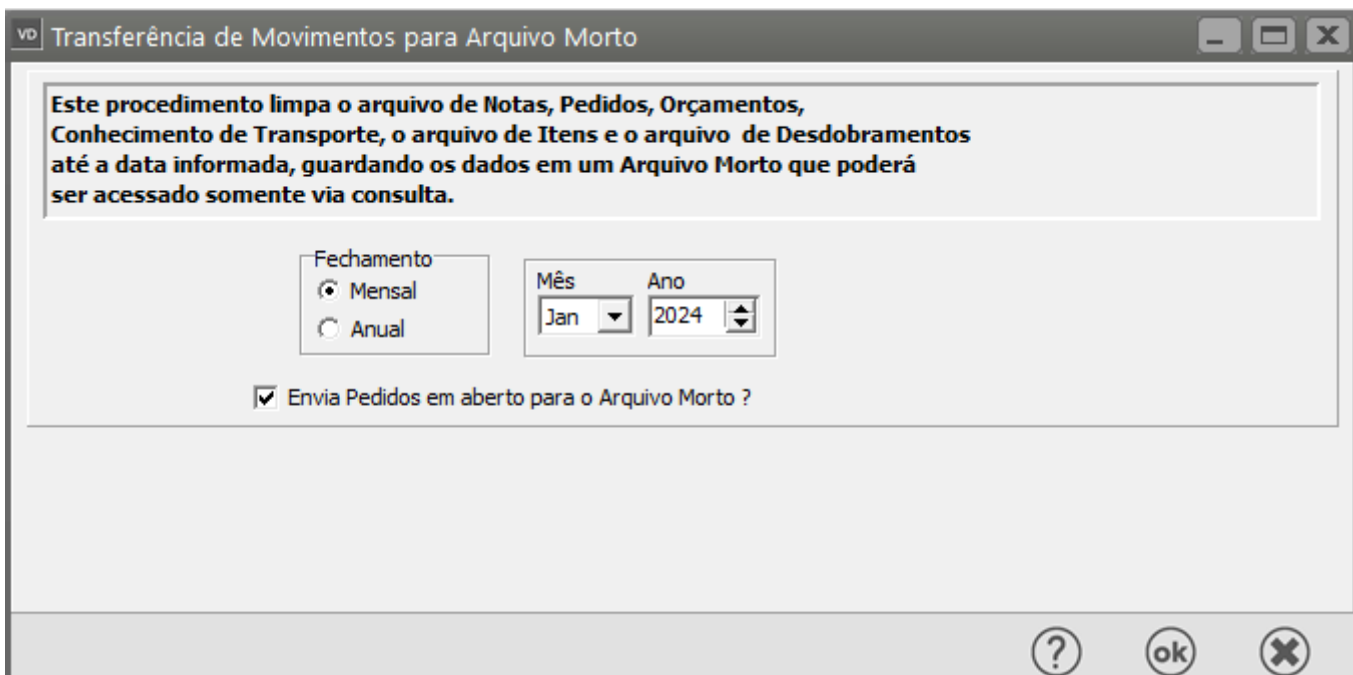 VD Transferência de Movimentos para Arquivo Morto
Este procedimento limpa o arquivo de Notas, Pedidos, Orçamentos,
Conhecimento de Transporte, o arquivo de Itens e o arquivo  de Desdobramentos
até a data informada, guardando os dados em um Arquivo Morto que poderá
ser acessado somente via consulta.
Fechamento
Mensal
Anual
Mês Ano
Jan 2024
Envia Pedidos em aberto para o Arquivo Morto ?
? ok